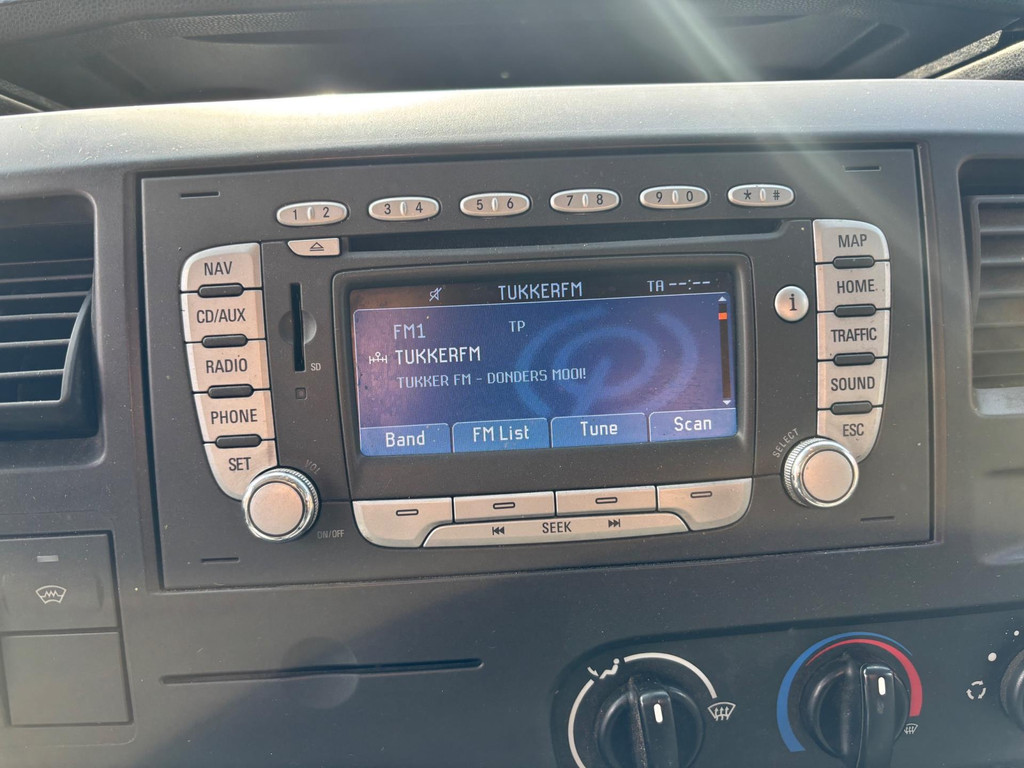 1 2
3 4
5 6
7 8
9 0
* #
NAV
CD/AUX
RADIO
PHONE
SET
SD
TUKKERFM
TA --:--
FM1
TP
TUKKERFM
TUKKER FM - DONDERS MOOI!
Band
FM List
Tune
Scan
i
MAP
HOME
TRAFFIC
SOUND
ESC
VOL
ON/OFF
SELECT
SEEK